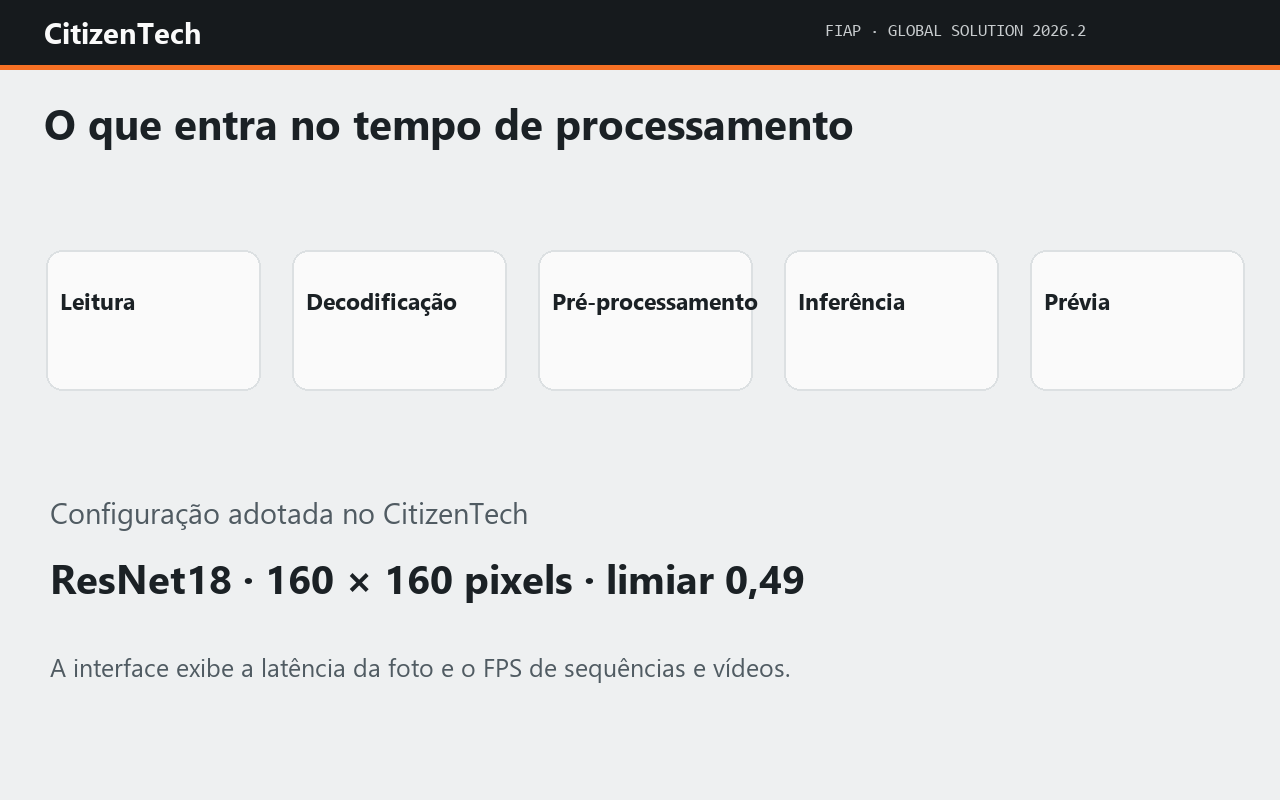 CitizenTech
FIAP · GLOBAL SOLUTION 2026.2
O que entra no tempo de processamento
Leitura
Decodificação
Pré-processamento
Inferência
Prévia
Configuração adotada no CitizenTech
ResNet18 · 160 × 160 pixels · limiar 0,49
A interface exibe a latência da foto e o FPS de sequências e vídeos.